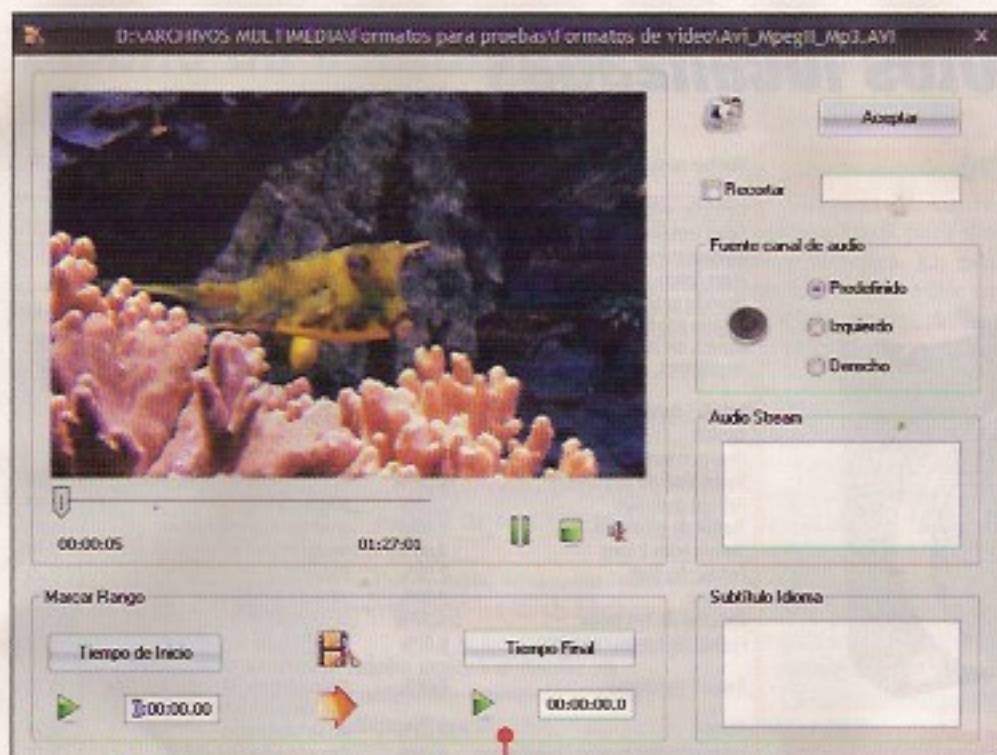 D:\ARCHIVOS MULTIMEDIA\Formatos para pruebas\Formatos de video\Avi_MpegII_Mp3.AVI
Aceptar
Recortar
Fuente canal de audio
Predefinido
Izquierdo
Derecho
Audio Stream
00:00:05
01:27:01
Marcar Rango
Subtítulo Idioma
Tiempo de Inicio
Tiempo Final
0:00:00.00
00:00:00.0